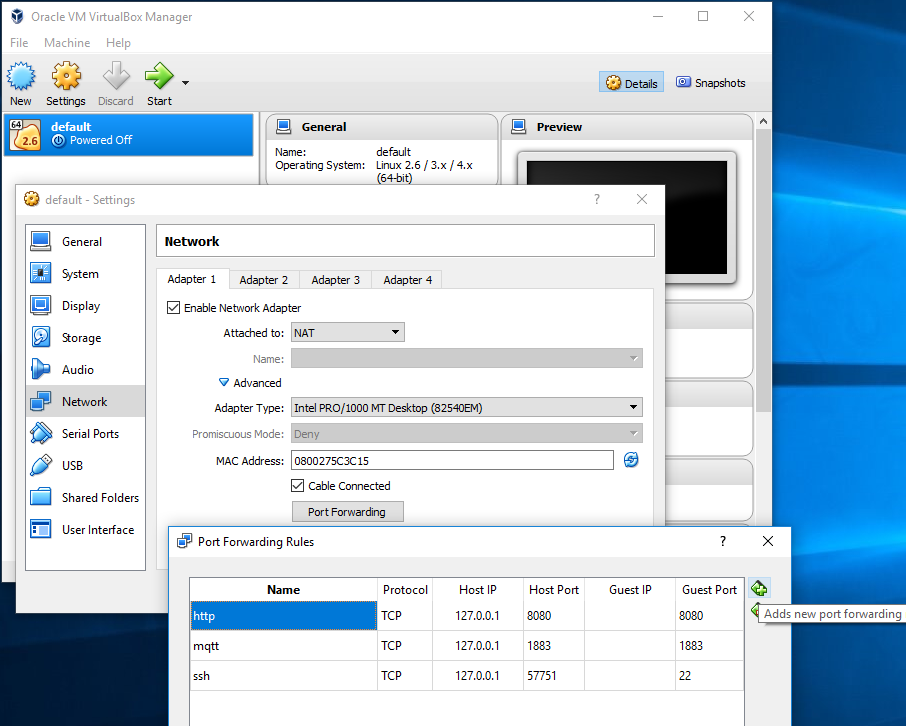 Oracle VM VirtualBox Manager
File Machine Help
New Settings Discard Start Details Snapshots
64 2.6 default
Powered Off
General
Name: default
Operating System: Linux 2.6 / 3.x / 4.x
(64-bit)
Preview
default - Settings ?
General
System
Display
Storage
Audio
Network
Serial Ports
USB
Shared Folders
User Interface
Network
Adapter 1 Adapter 2 Adapter 3 Adapter 4
Enable Network Adapter
Attached to: NAT
Name:
Advanced
Adapter Type: Intel PRO/1000 MT Desktop (82540EM)
Promiscuous Mode: Deny
MAC Address: 0800275C3C15
Cable Connected
Port Forwarding
Port Forwarding Rules ?
Name Protocol Host IP Host Port Guest IP Guest Port
http TCP 127.0.0.1 8080 8080
mqtt TCP 127.0.0.1 1883 1883
ssh TCP 127.0.0.1 57751 22
Adds new port forwarding